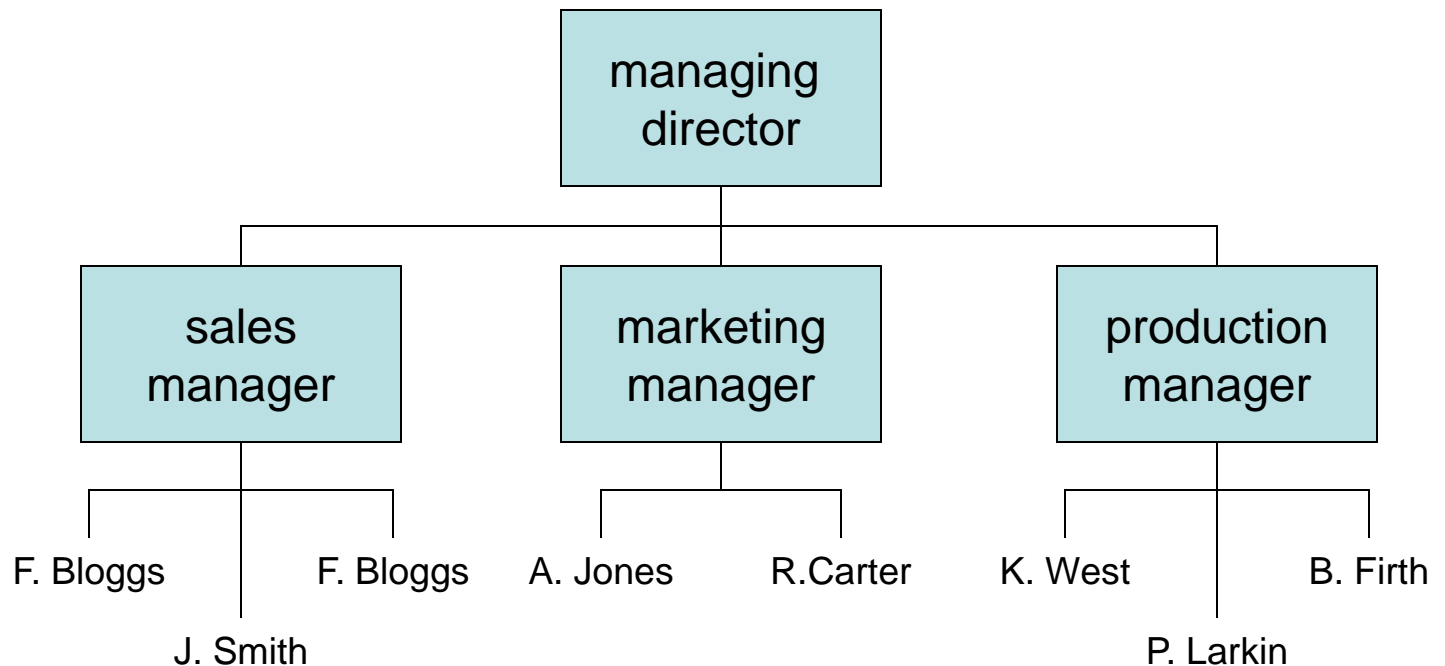 managing
director
sales
manager
marketing
manager
production
manager
F. Bloggs
F. Bloggs
A. Jones
R.Carter
K. West
B. Firth
J. Smith
P. Larkin